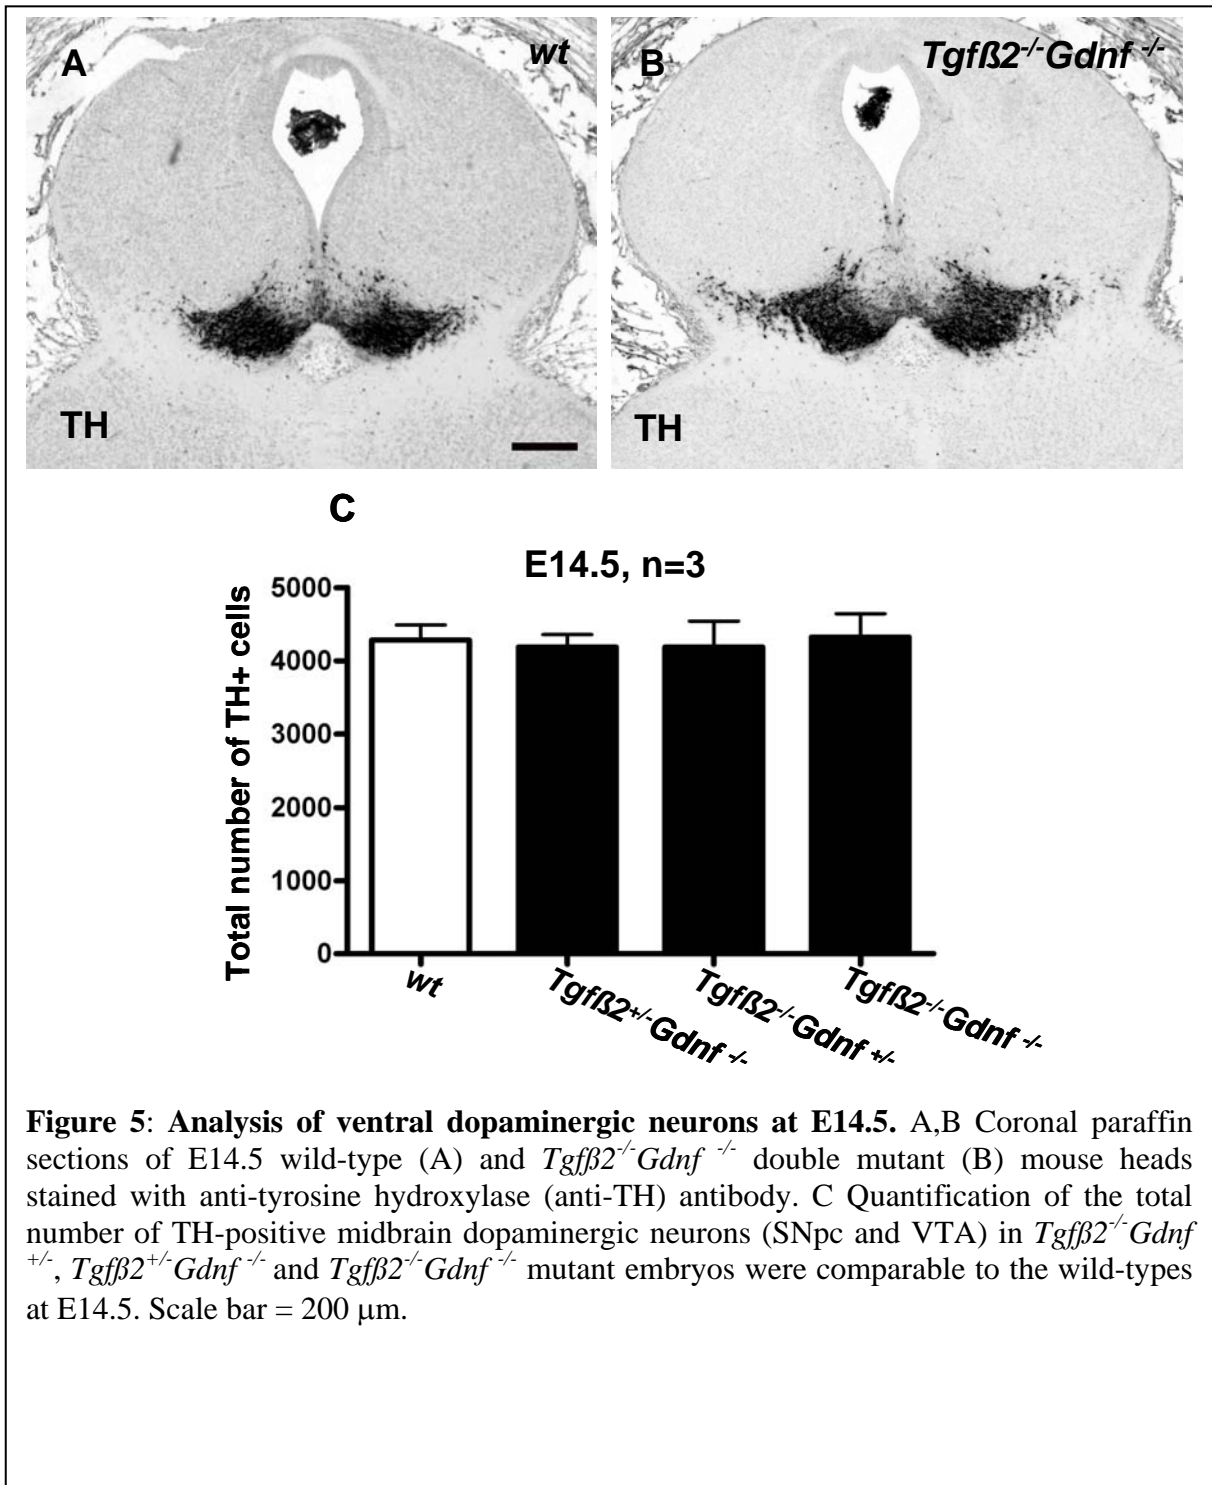 A
wt
B
Tgfß2-/-Gdnf -/-
TH
TH
C
E14.5, n=3
Total number of TH+ cells
5000
4000
3000
2000
1000
0
wt
Tgfß2+/-Gdnf -/-
Tgfß2-/-Gdnf +/-
Tgfß2-/-Gdnf -/-
Figure 5: Analysis of ventral dopaminergic neurons at E14.5. A,B Coronal paraffin
sections of E14.5 wild-type (A) and Tgfβ2-/-Gdnf -/- double mutant (B) mouse heads
stained with anti-tyrosine hydroxylase (anti-TH) antibody. C Quantification of the total
number of TH-positive midbrain dopaminergic neurons (SNpc and VTA) in Tgfβ2-/-Gdnf
+/-, Tgfβ2+/-Gdnf -/- and Tgfβ2-/-Gdnf -/- mutant embryos were comparable to the wild-types
at E14.5. Scale bar = 200 μm.